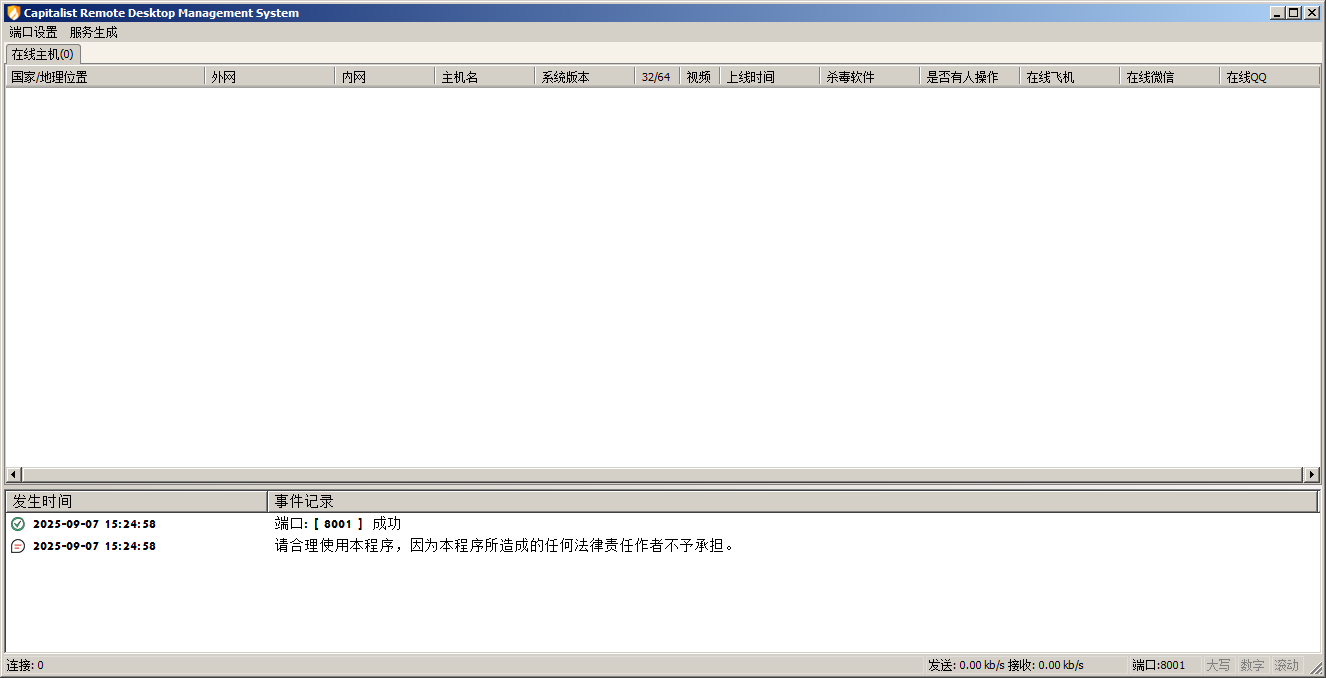 Capitalist Remote Desktop Management System
端口设置 服务生成
在线主机(0)
国家/地理位置 外网 内网 主机名 系统版本 32/64 视频 上线时间 杀毒软件 是否有人操作 在线飞机 在线微信 在线QQ
发生时间 事件记录
2025-09-07 15:24:58 端口: [ 8001 ] 成功
2025-09-07 15:24:58 请合理使用本程序，因为本程序所造成的任何法律责任作者不予承担。
连接: 0 发送: 0.00 kb/s 接收: 0.00 kb/s 端口:8001 大写 数字 滚动